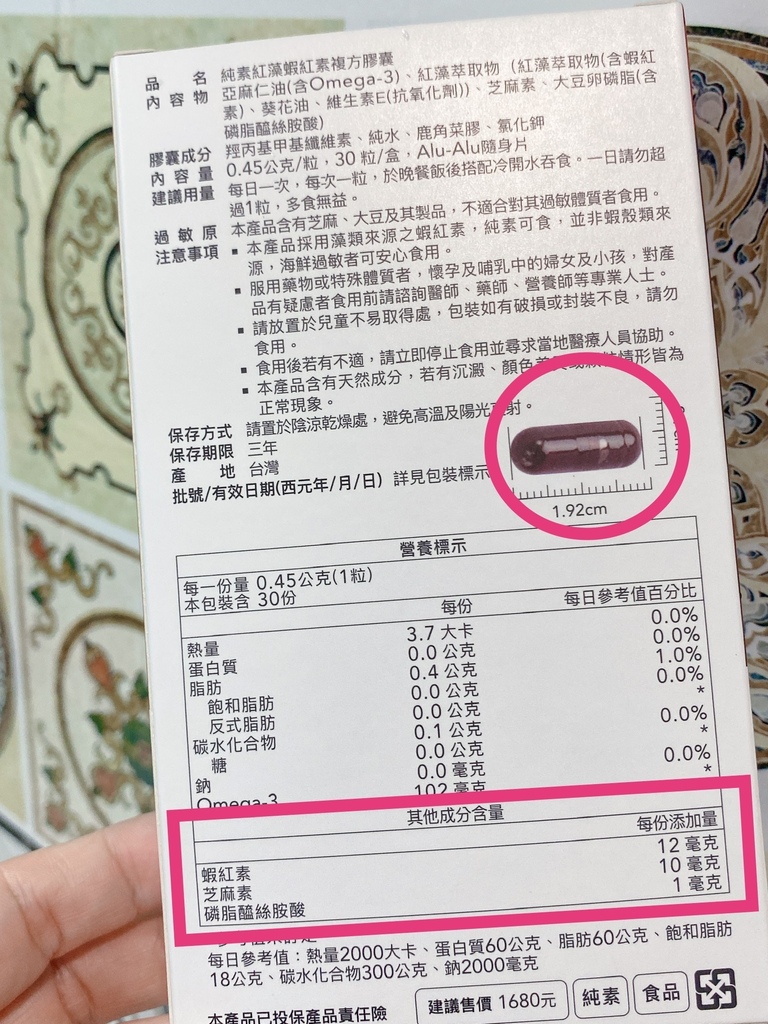 品名 純素紅藻蝦紅素複方膠囊
內容物 亞麻仁油(含Omega-3)、紅藻萃取物（紅藻萃取物(含蝦紅
素)、葵花油、維生素E(抗氧化劑))、芝麻素、大豆卵磷脂(含
磷脂醯絲胺酸)
膠囊成分 羥丙基甲基纖維素、純水、鹿角菜膠、氯化鉀
內容量 0.45公克/粒，30 粒/盒，Alu-Alu隨身片
建議用量 每日一次，每次一粒，於晚餐飯後搭配冷開水吞食。一日請勿超
過1粒，多食無益。
過敏原 本產品含有芝麻、大豆及其製品，不適合對其過敏體質者食用。
注意事項 ▪ 本產品採用藻類來源之蝦紅素，純素可食，並非蝦殼類來
源，海鮮過敏者可安心食用。
▪ 服用藥物或特殊體質者，懷孕及哺乳中的婦女及小孩，對產
品有疑慮者食用前請諮詢醫師、藥師、營養師等專業人士。
▪ 請放置於兒童不易取得處，包裝如有破損或封裝不良，請勿
食用。
▪ 食用後若有不適，請立即停止食用並尋求當地醫療人員協助。
▪ 本產品含有天然成分，若有沉澱、顏色 情形皆為
正常現象。
保存方式 請置於陰涼乾燥處，避免高溫及陽光 射。
保存期限 三年
產地 台灣
批號/有效日期(西元年/月/日) 詳見包裝標示
1.92cm
營養標示
每一份量 0.45公克(1粒)
本包裝含 30份
每份 每日參考值百分比
熱量 3.7 大卡 0.0%
蛋白質 0.0 公克 0.0%
脂肪 0.4 公克 1.0%
飽和脂肪 0.0 公克 0.0%
反式脂肪 0.0 公克 *
碳水化合物 0.1 公克 0.0%
糖 0.0 公克 *
鈉 0.0 毫克 0.0%
Omega-3 102 毫克 *
其他成分含量
每份添加量
蝦紅素 12 毫克
芝麻素 10 毫克
磷脂醯絲胺酸 1 毫克
每日參考值：熱量2000大卡、蛋白質60公克、脂肪60公克、飽和脂肪
18公克、碳水化合物300公克、鈉2000毫克
本產品已投保產品責任險 建議售價 1680元 純素 食品